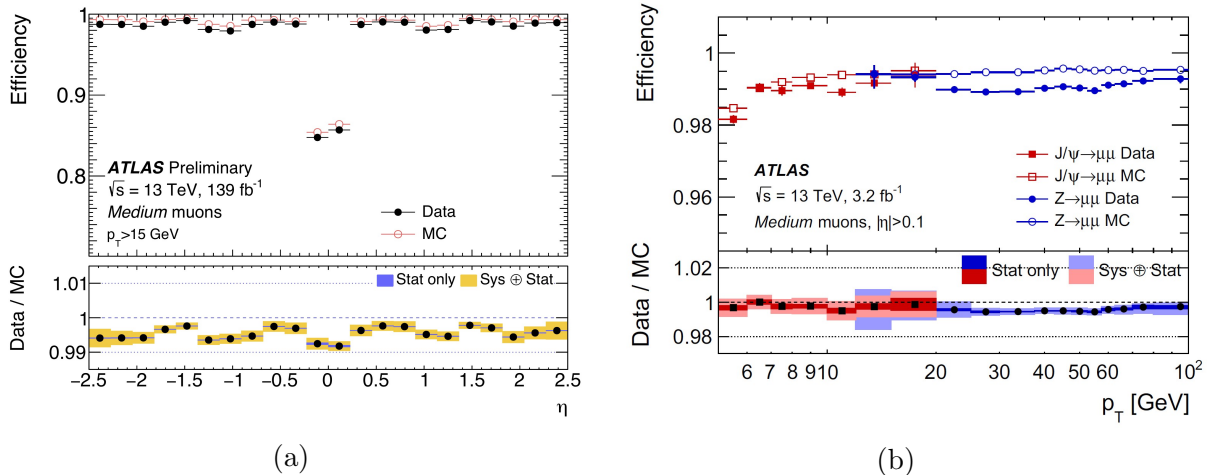 Efficiency
1
0.9
0.8
ATLAS Preliminary
√s = 13 TeV, 139 fb⁻¹
Medium muons
p_T>15 GeV
Data
MC
Data / MC
1.01
1
0.99
Stat only
Sys ⊕ Stat
−2.5 −2 −1.5 −1 −0.5 0 0.5 1 1.5 2 2.5
η
(a)
Efficiency
1
0.98
0.96
ATLAS
√s = 13 TeV, 3.2 fb⁻¹
Medium muons, |η|>0.1
J/ψ→μμ Data
J/ψ→μμ MC
Z→μμ Data
Z→μμ MC
Data / MC
1.02
1
0.98
Stat only
Sys ⊕ Stat
6 7 8 9 10 20 30 40 50 60 10²
p_T [GeV]
(b)